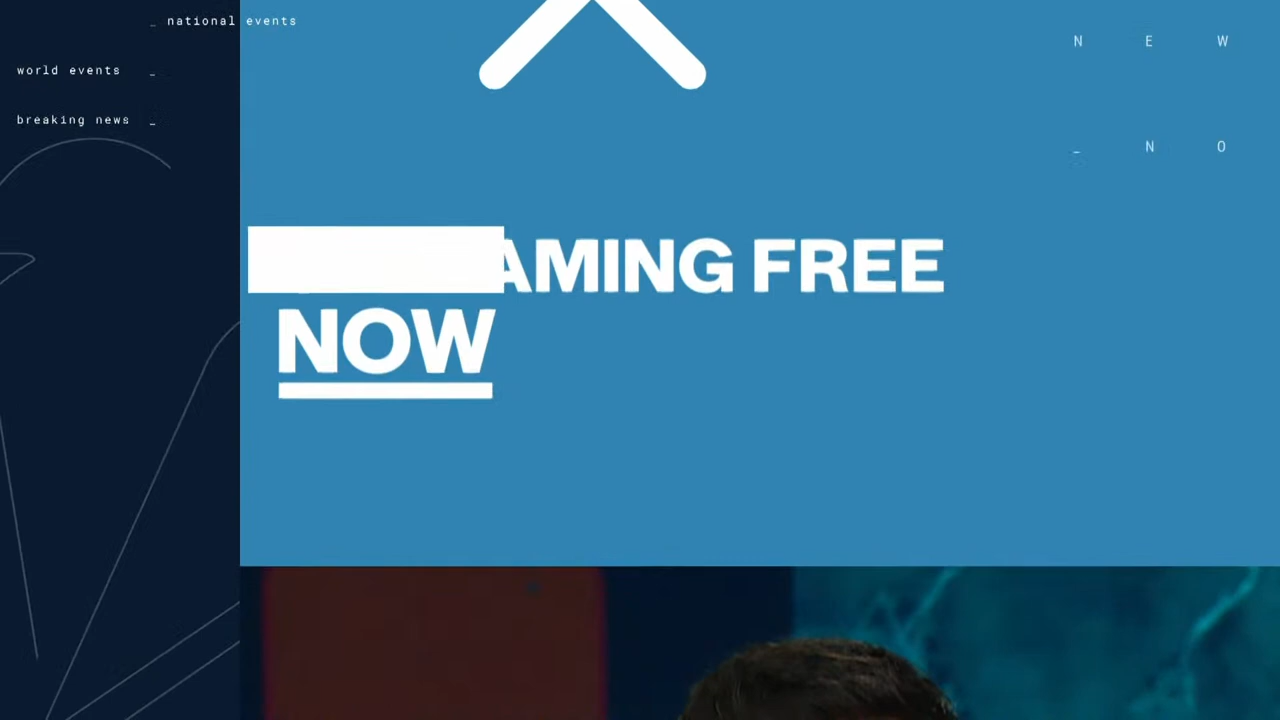 _ national events
world events _
breaking news _
N E W
_ N O
AMING FREE
NOW